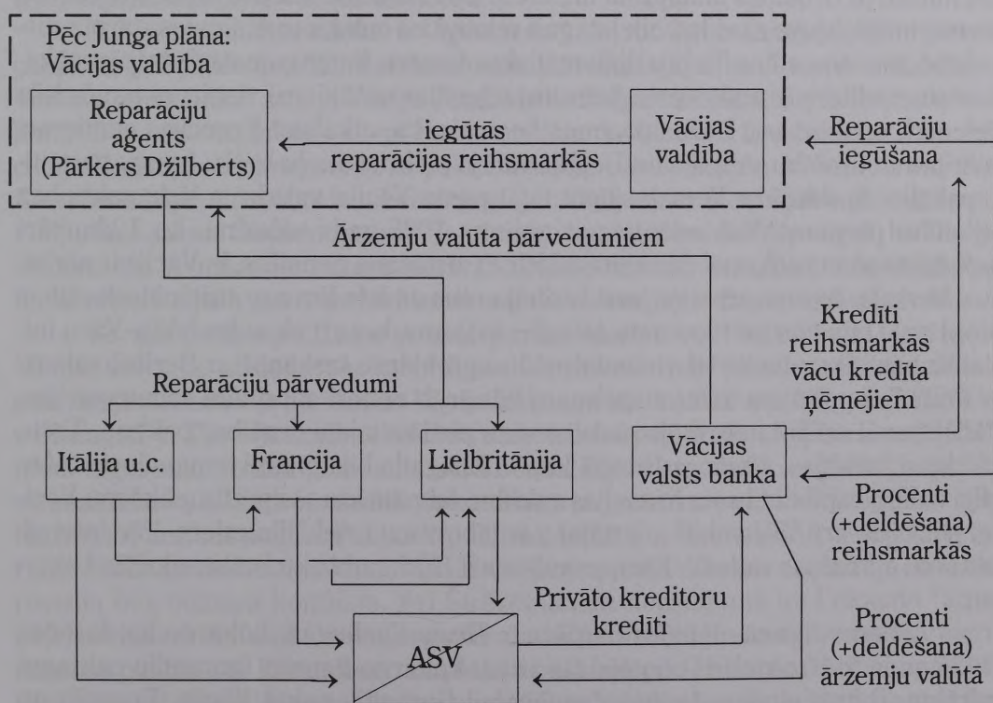 Pēc Junga plāna:
Vācijas valdība
Reparāciju
aģents
(Parkers Džilberts)
iegūtās
reparācijas reihsmarkās
Vācijas
valdība
Reparāciju
iegūšana
Ārzemju valūta pārvedumiem
Kredīti
reihsmarkās
vācu kredīta
ņēmējiem
Reparāciju pārvedumi
Itālija u.c.
Francija
Lielbritānija
Vācijas
valsts banka
Procenti
(+deldēšana)
reihsmarkās
Privāto kreditoru
kredīti
ASV
Procenti
(+deldēšana)
ārzemju valūtā